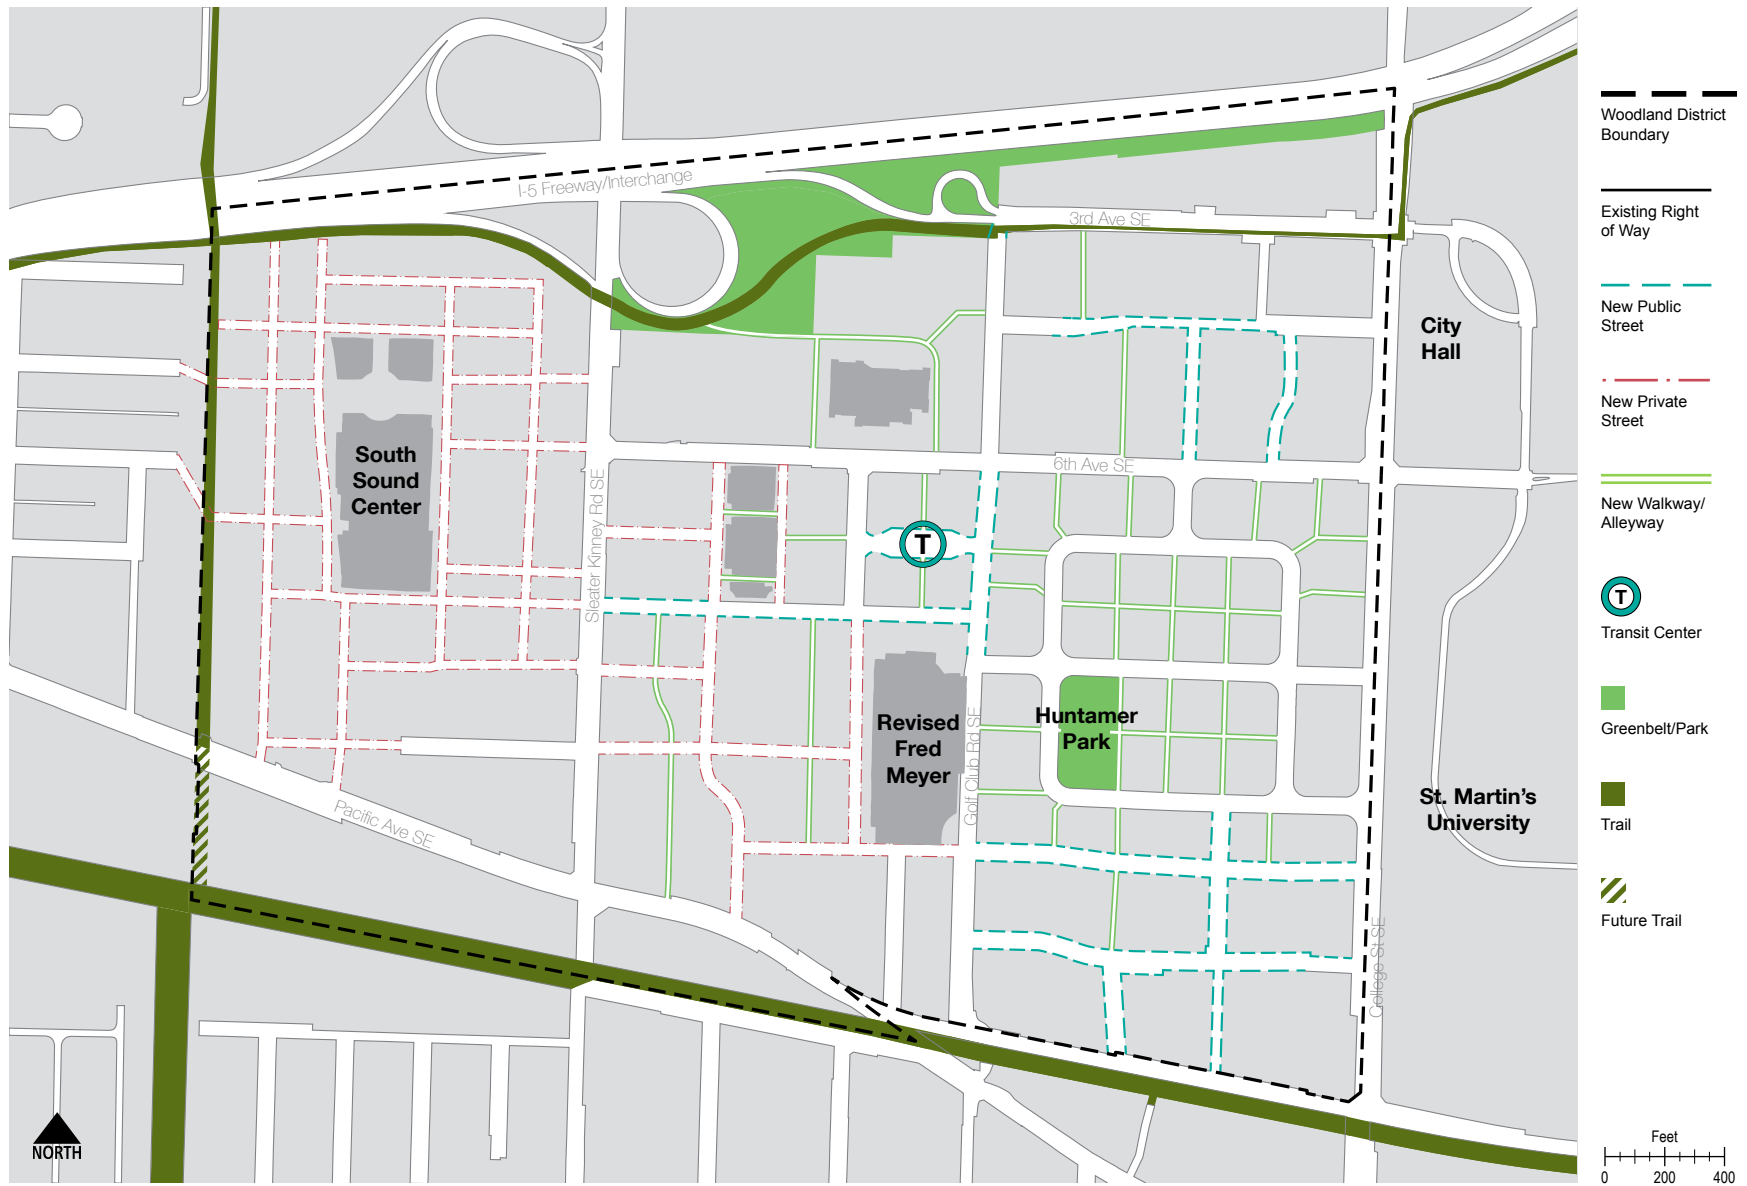 I-5 Freeway/Interchange
3rd Ave SE
City
Hall
6th Ave SE
South
Sound
Center
Sleater Kinney Rd SE
T
Huntamer
Park
Revised
Fred
Meyer
Golf Club Rd SE
St. Martin's
University
Pacific Ave SE
College St SE
NORTH
Woodland District
Boundary
Existing Right
of Way
New Public
Street
New Private
Street
New Walkway/
Alleyway
T
Transit Center
Greenbelt/Park
Trail
Future Trail
Feet
0 200 400